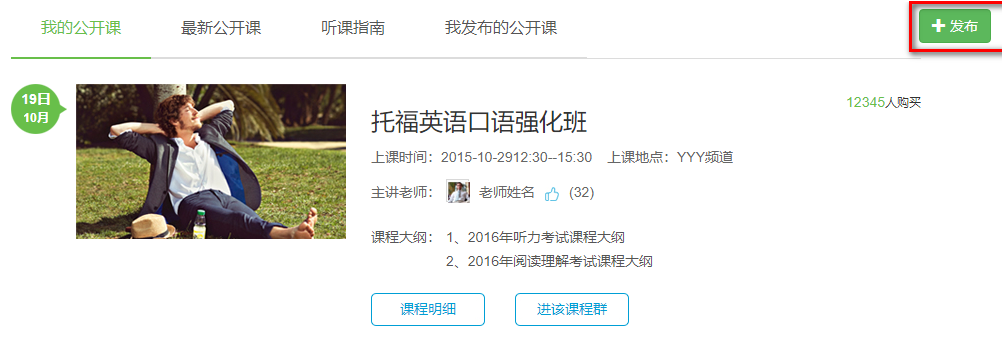 我的公开课 最新公开课 听课指南 我发布的公开课 发布
19日
10月
12345人购买
托福英语口语强化班
上课时间：2015-10-2912:30--15:30 上课地点：YYY频道
主讲老师： 老师姓名 (32)
课程大纲： 1、2016年听力考试课程大纲
2、2016年阅读理解考试课程大纲
课程明细 进该课程群